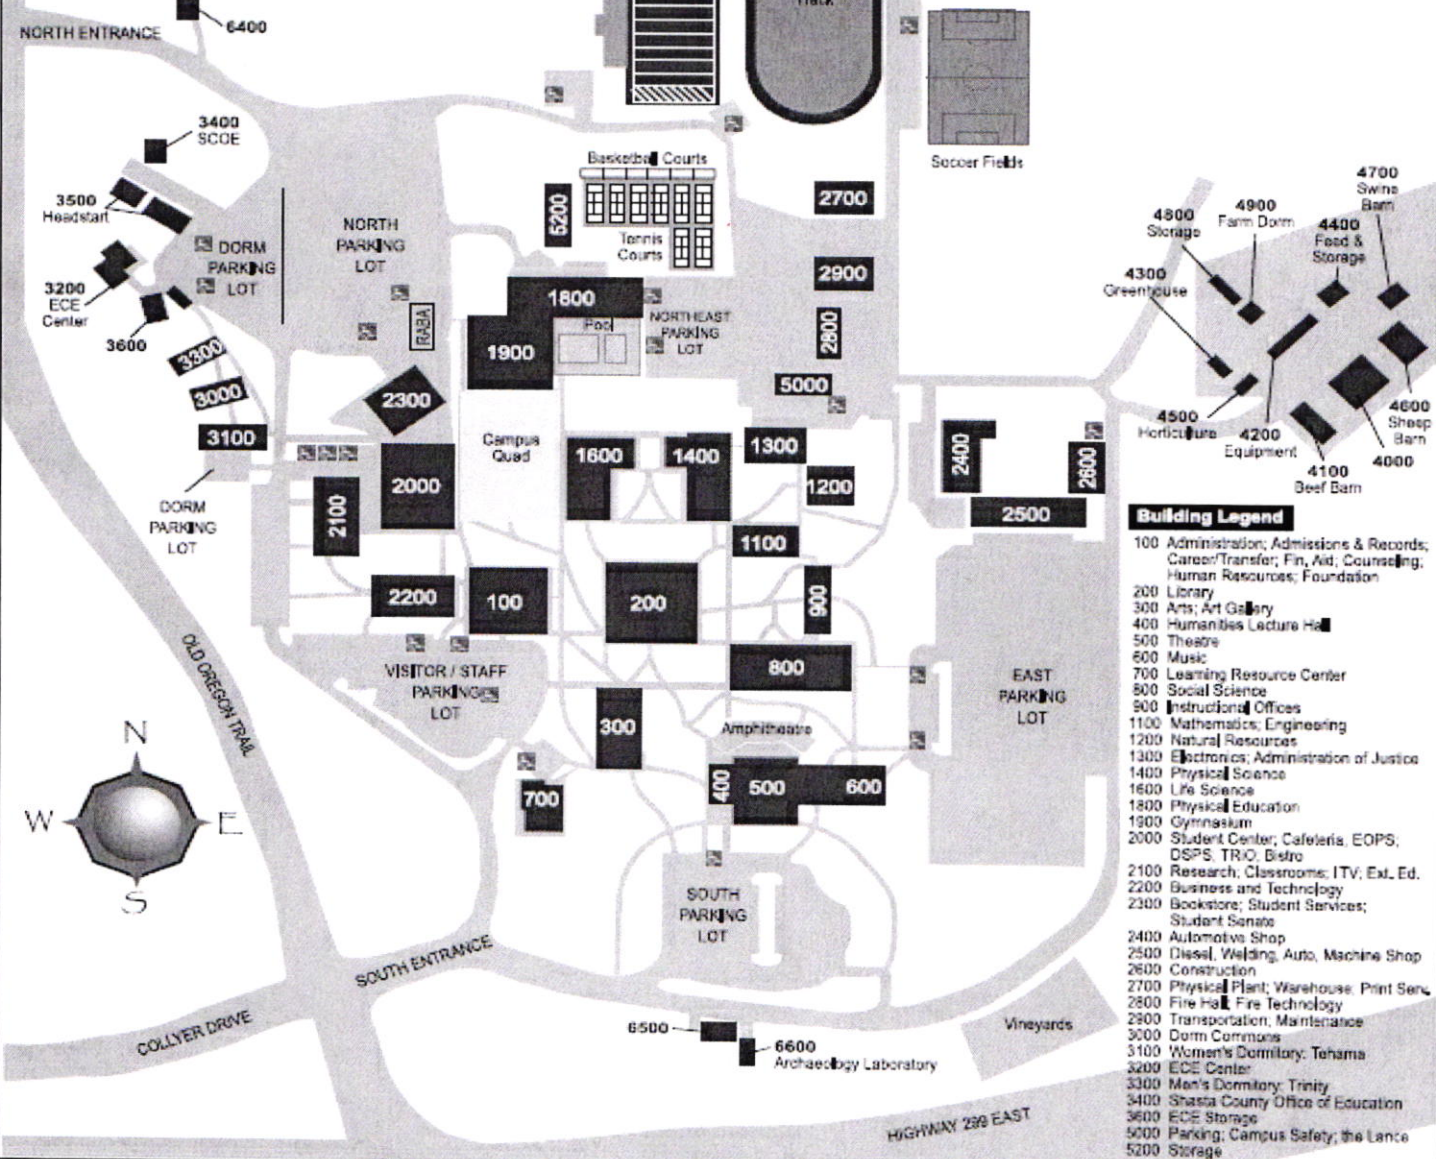 Track
NORTH ENTRANCE
6400
3400
SCOE
3500
Headstart
3200
ECE
Center
3600
DORM
PARKING
LOT
NORTH
PARKING
LOT
RABA
Basketball Courts
5200
Tennis
Courts
Soccer Fields
2700
2900
2800
5000
1800
Pool
1900
NORTHEAST
PARKING
LOT
4700
Swine
Barn
4900
Farm Dorm
4800
Storage
4400
Feed &
Storage
4300
Greenhouse
4500
Horticulture
4200
Equipment
4100
Beef Barn
4000
4600
Sheep
Barn
3300
3000
3100
2300
DORM
PARKING
LOT
2100
2000
Campus
Quad
1600
1400
1300
1200
1100
2400
2600
2500
2200
100
200
900
800
VISITOR / STAFF
PARKING
LOT
300
Amphitheatre
EAST
PARKING
LOT
OLD OREGON TRAIL
N
W
E
S
700
400
500
600
SOUTH
PARKING
LOT
SOUTH ENTRANCE
COLLYER DRIVE
6500
6600
Archaeology Laboratory
Vineyards
HIGHWAY 299 EAST
Building Legend
100 Administration; Admissions & Records;
Career/Transfer; Fin. Aid; Counseling;
Human Resources; Foundation
200 Library
300 Arts; Art Gallery
400 Humanities Lecture Hall
500 Theatre
600 Music
700 Learning Resource Center
800 Social Science
900 Instructional Offices
1100 Mathematics; Engineering
1200 Natural Resources
1300 Electronics; Administration of Justice
1400 Physical Science
1600 Life Science
1800 Physical Education
1900 Gymnasium
2000 Student Center; Cafeteria, EOPS;
DSPS, TRIO, Bistro
2100 Research; Classrooms; ITV; Ext. Ed.
2200 Business and Technology
2300 Bookstore; Student Services;
Student Senate
2400 Automotive Shop
2500 Diesel, Welding, Auto, Machine Shop
2600 Construction
2700 Physical Plant; Warehouse; Print Serv.
2800 Fire Hall; Fire Technology
2900 Transportation; Maintenance
3000 Dorm Commons
3100 Women's Dormitory: Tehama
3200 ECE Center
3300 Men's Dormitory: Trinity
3400 Shasta County Office of Education
3600 ECE Storage
5000 Parking; Campus Safety; the Lance
5200 Storage